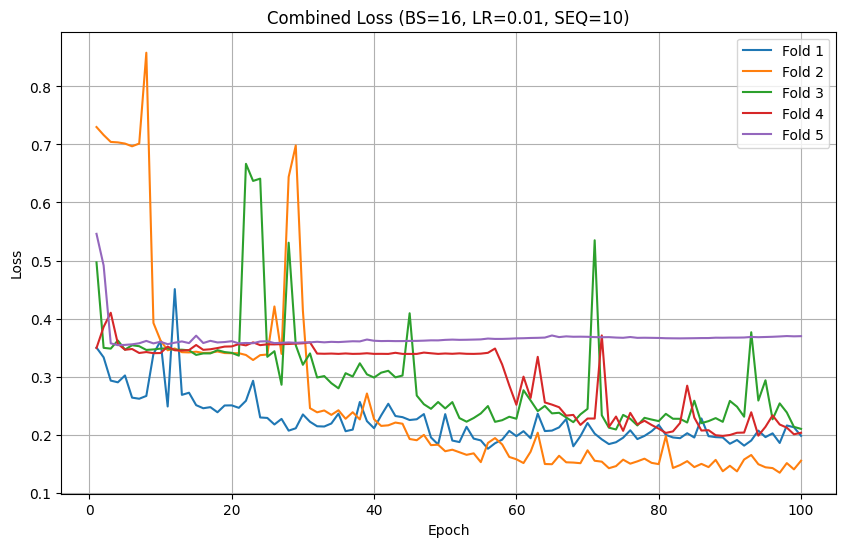 Combined Loss (BS=16, LR=0.01, SEQ=10)
Fold 1
Fold 2
Fold 3
Fold 4
Fold 5
0.8
0.7
0.6
0.5
0.4
0.3
0.2
0.1
Loss
0 20 40 60 80 100
Epoch